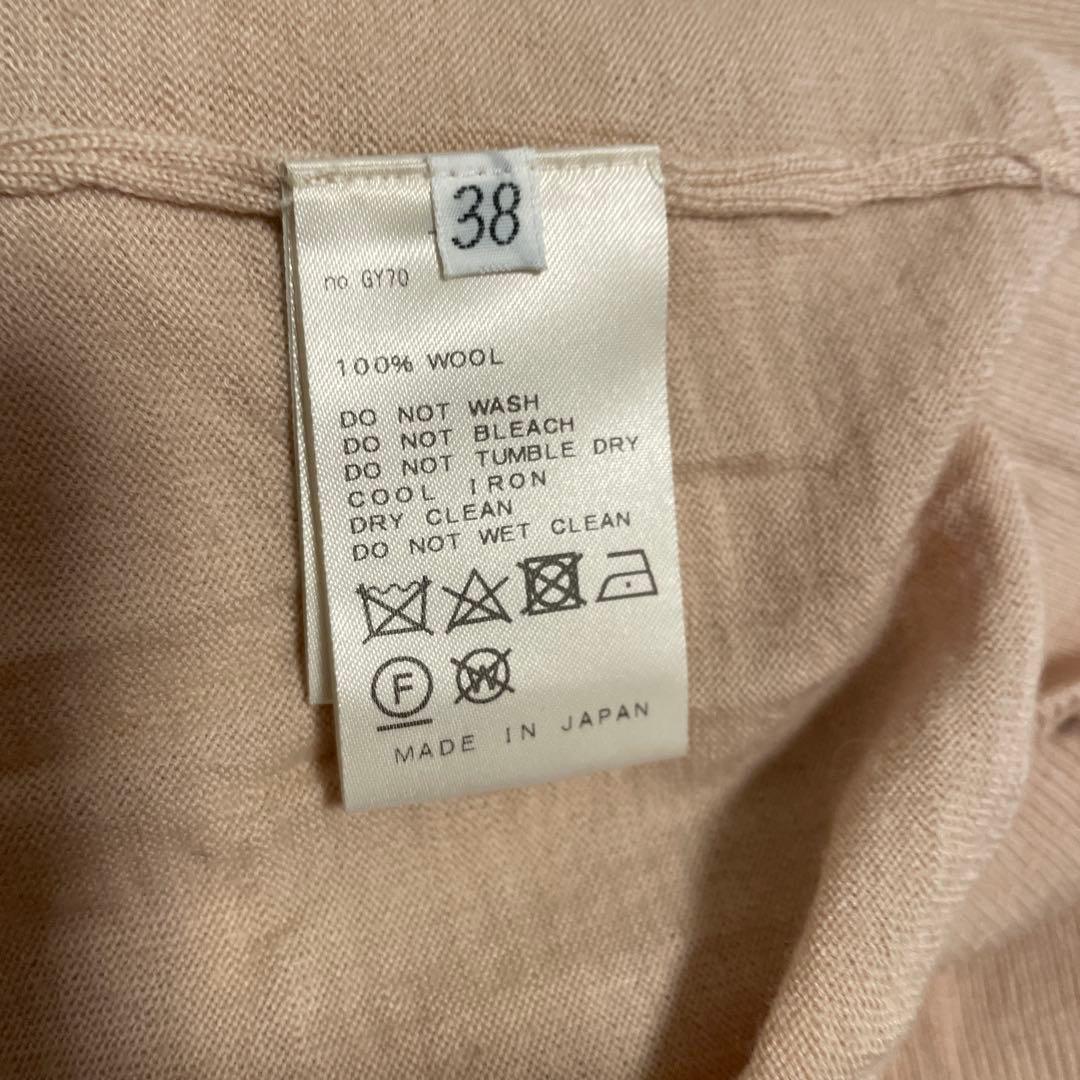 38
no GY70
100% WOOL
DO NOT WASH
DO NOT BLEACH
DO NOT TUMBLE DRY
COOL IRON
DRY CLEAN
DO NOT WET CLEAN
F W
MADE IN JAPAN